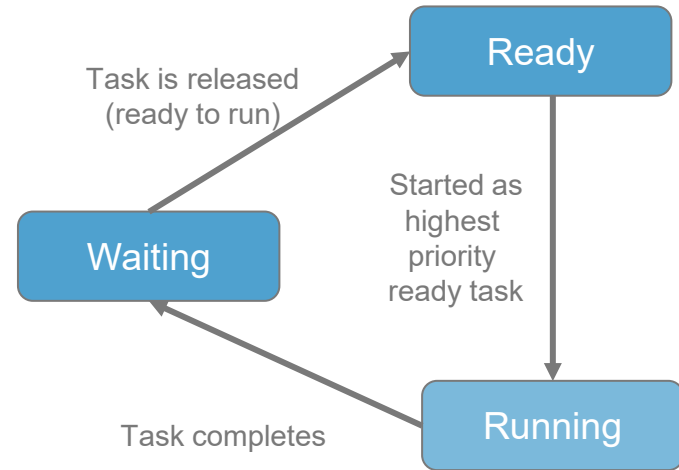 Ready
Task is released
(ready to run)
Started as
highest
priority
ready task
Waiting
Running
Task completes